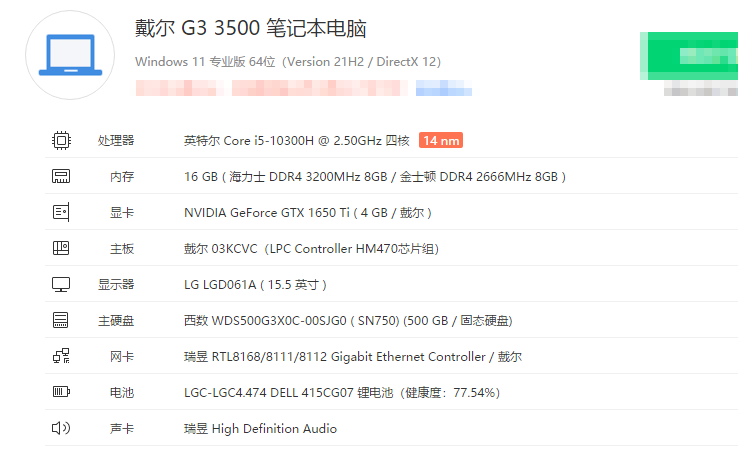 戴尔 G3 3500 笔记本电脑
Windows 11 专业版 64位（Version 21H2 / DirectX 12）
处理器 英特尔 Core i5-10300H @ 2.50GHz 四核 14 nm
内存 16 GB ( 海力士 DDR4 3200MHz 8GB / 金士顿 DDR4 2666MHz 8GB )
显卡 NVIDIA GeForce GTX 1650 Ti ( 4 GB / 戴尔 )
主板 戴尔 03KCVC（LPC Controller HM470芯片组）
显示器 LG LGD061A ( 15.5 英寸 )
主硬盘 西数 WDS500G3X0C-00SJG0 ( SN750) (500 GB / 固态硬盘)
网卡 瑞昱 RTL8168/8111/8112 Gigabit Ethernet Controller / 戴尔
电池 LGC-LGC4.474 DELL 415CG07 锂电池（健康度：77.54%）
声卡 瑞昱 High Definition Audio